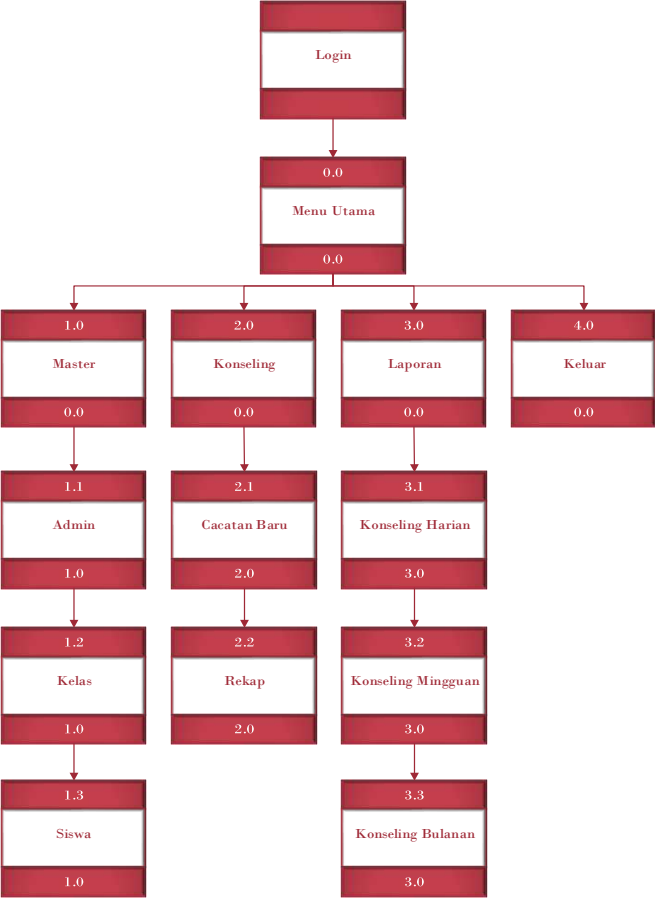 Login
0.0
Menu Utama
0.0
1.0
Master
0.0
2.0
Konseling
0.0
3.0
Laporan
0.0
4.0
Keluar
0.0
1.1
Admin
1.0
2.1
Cacatan Baru
2.0
3.1
Konseling Harian
3.0
1.2
Kelas
1.0
2.2
Rekap
2.0
3.2
Konseling Mingguan
3.0
1.3
Siswa
1.0
3.3
Konseling Bulanan
3.0